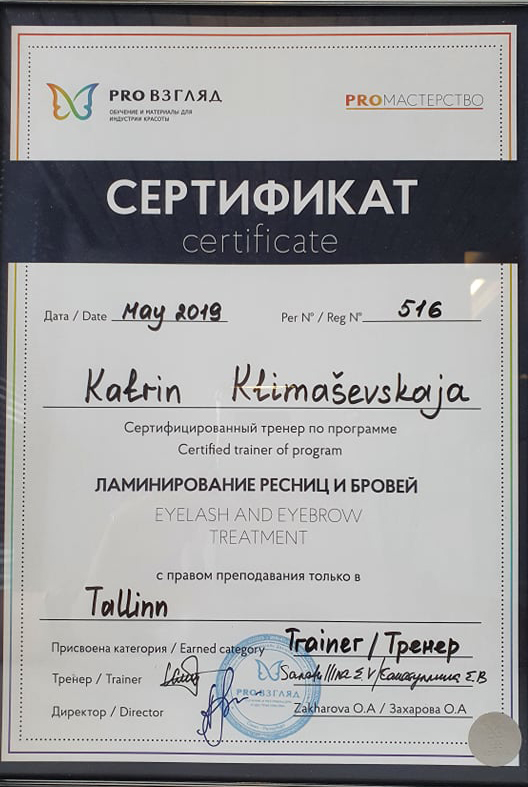 PRO ВЗГЛЯД
ОБУЧЕНИЕ И МАТЕРИАЛЫ ДЛЯ
ИНДУСТРИИ КРАСОТЫ
PROМАСТЕРСТВО
СЕРТИФИКАТ
certificate
Дата / Date May 2019 Рег N° / Reg N° 516
Katrin Klimaševskaja
Сертифицированный тренер по программе
Certified trainer of program
ЛАМИНИРОВАНИЕ РЕСНИЦ И БРОВЕЙ
EYELASH AND EYEBROW
TREATMENT
с правом преподавания только в
Tallinn
Присвоена категория / Earned category Trainer / Тренер
Тренер / Trainer E.V / Е.В
PRO ВЗГЛЯД
Директор / Director Zakharova O.A / Захарова О.А